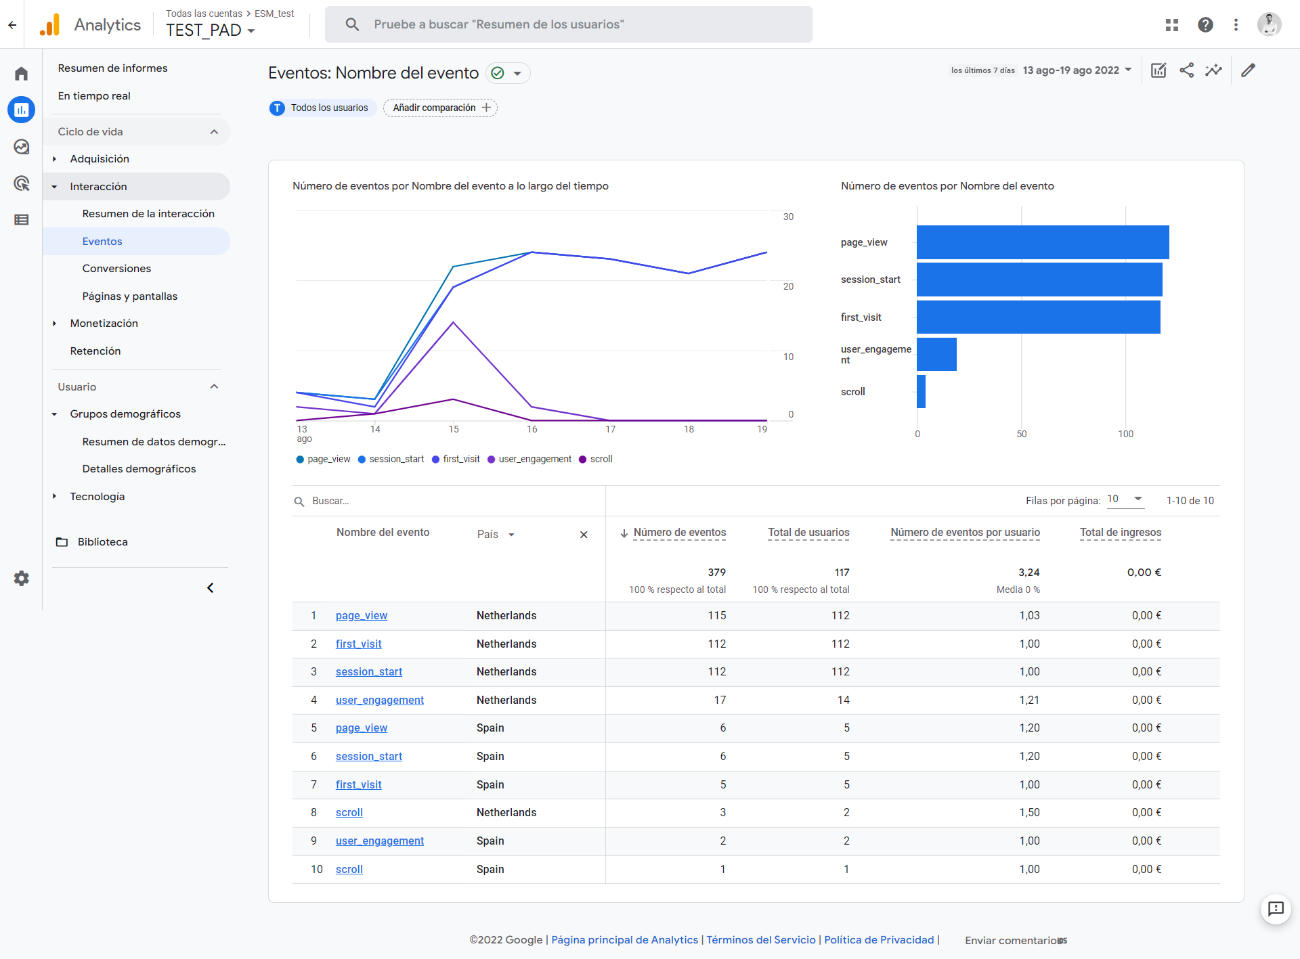 Analytics
Todas las cuentas > ESM_test
TEST_PAD
Pruebe a buscar "Resumen de los usuarios"
Resumen de informes
En tiempo real
Ciclo de vida
Adquisición
Interacción
Resumen de la interacción
Eventos
Conversiones
Páginas y pantallas
Monetización
Retención
Usuario
Grupos demográficos
Resumen de datos demogr...
Detalles demográficos
Tecnología
Biblioteca
Eventos: Nombre del evento
los últimos 7 días 13 ago-19 ago 2022
T Todos los usuarios
Añadir comparación
Número de eventos por Nombre del evento a lo largo del tiempo
30
20
10
0
13 ago 14 15 16 17 18 19
page_view session_start first_visit user_engagement scroll
Número de eventos por Nombre del evento
page_view
session_start
first_visit
user_engageme
nt
scroll
0 50 100
Buscar...
Filas por página: 10 1-10 de 10
Nombre del evento País Número de eventos Total de usuarios Número de eventos por usuario Total de ingresos
379 117 3,24 0,00 €
100 % respecto al total 100 % respecto al total Media 0 %
1 page_view Netherlands 115 112 1,03 0,00 €
2 first_visit Netherlands 112 112 1,00 0,00 €
3 session_start Netherlands 112 112 1,00 0,00 €
4 user_engagement Netherlands 17 14 1,21 0,00 €
5 page_view Spain 6 5 1,20 0,00 €
6 session_start Spain 6 5 1,20 0,00 €
7 first_visit Spain 5 5 1,00 0,00 €
8 scroll Netherlands 3 2 1,50 0,00 €
9 user_engagement Spain 2 2 1,00 0,00 €
10 scroll Spain 1 1 1,00 0,00 €
©2022 Google | Página principal de Analytics | Términos del Servicio | Política de Privacidad | Enviar comentarios